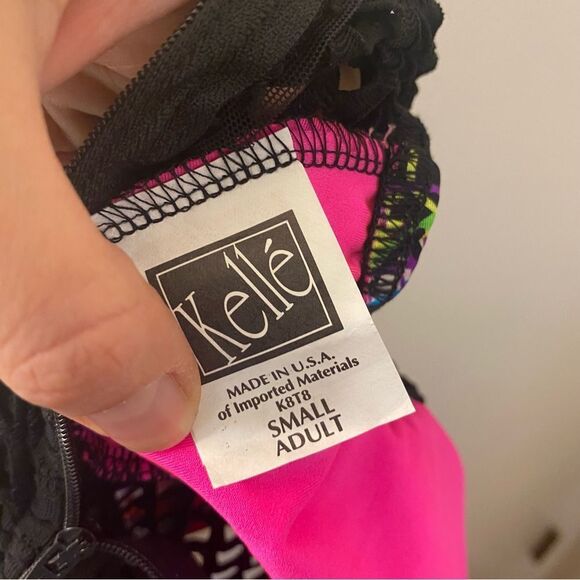 Kellé
MADE IN U.S.A.
of Imported Materials
K8T8
SMALL
ADULT